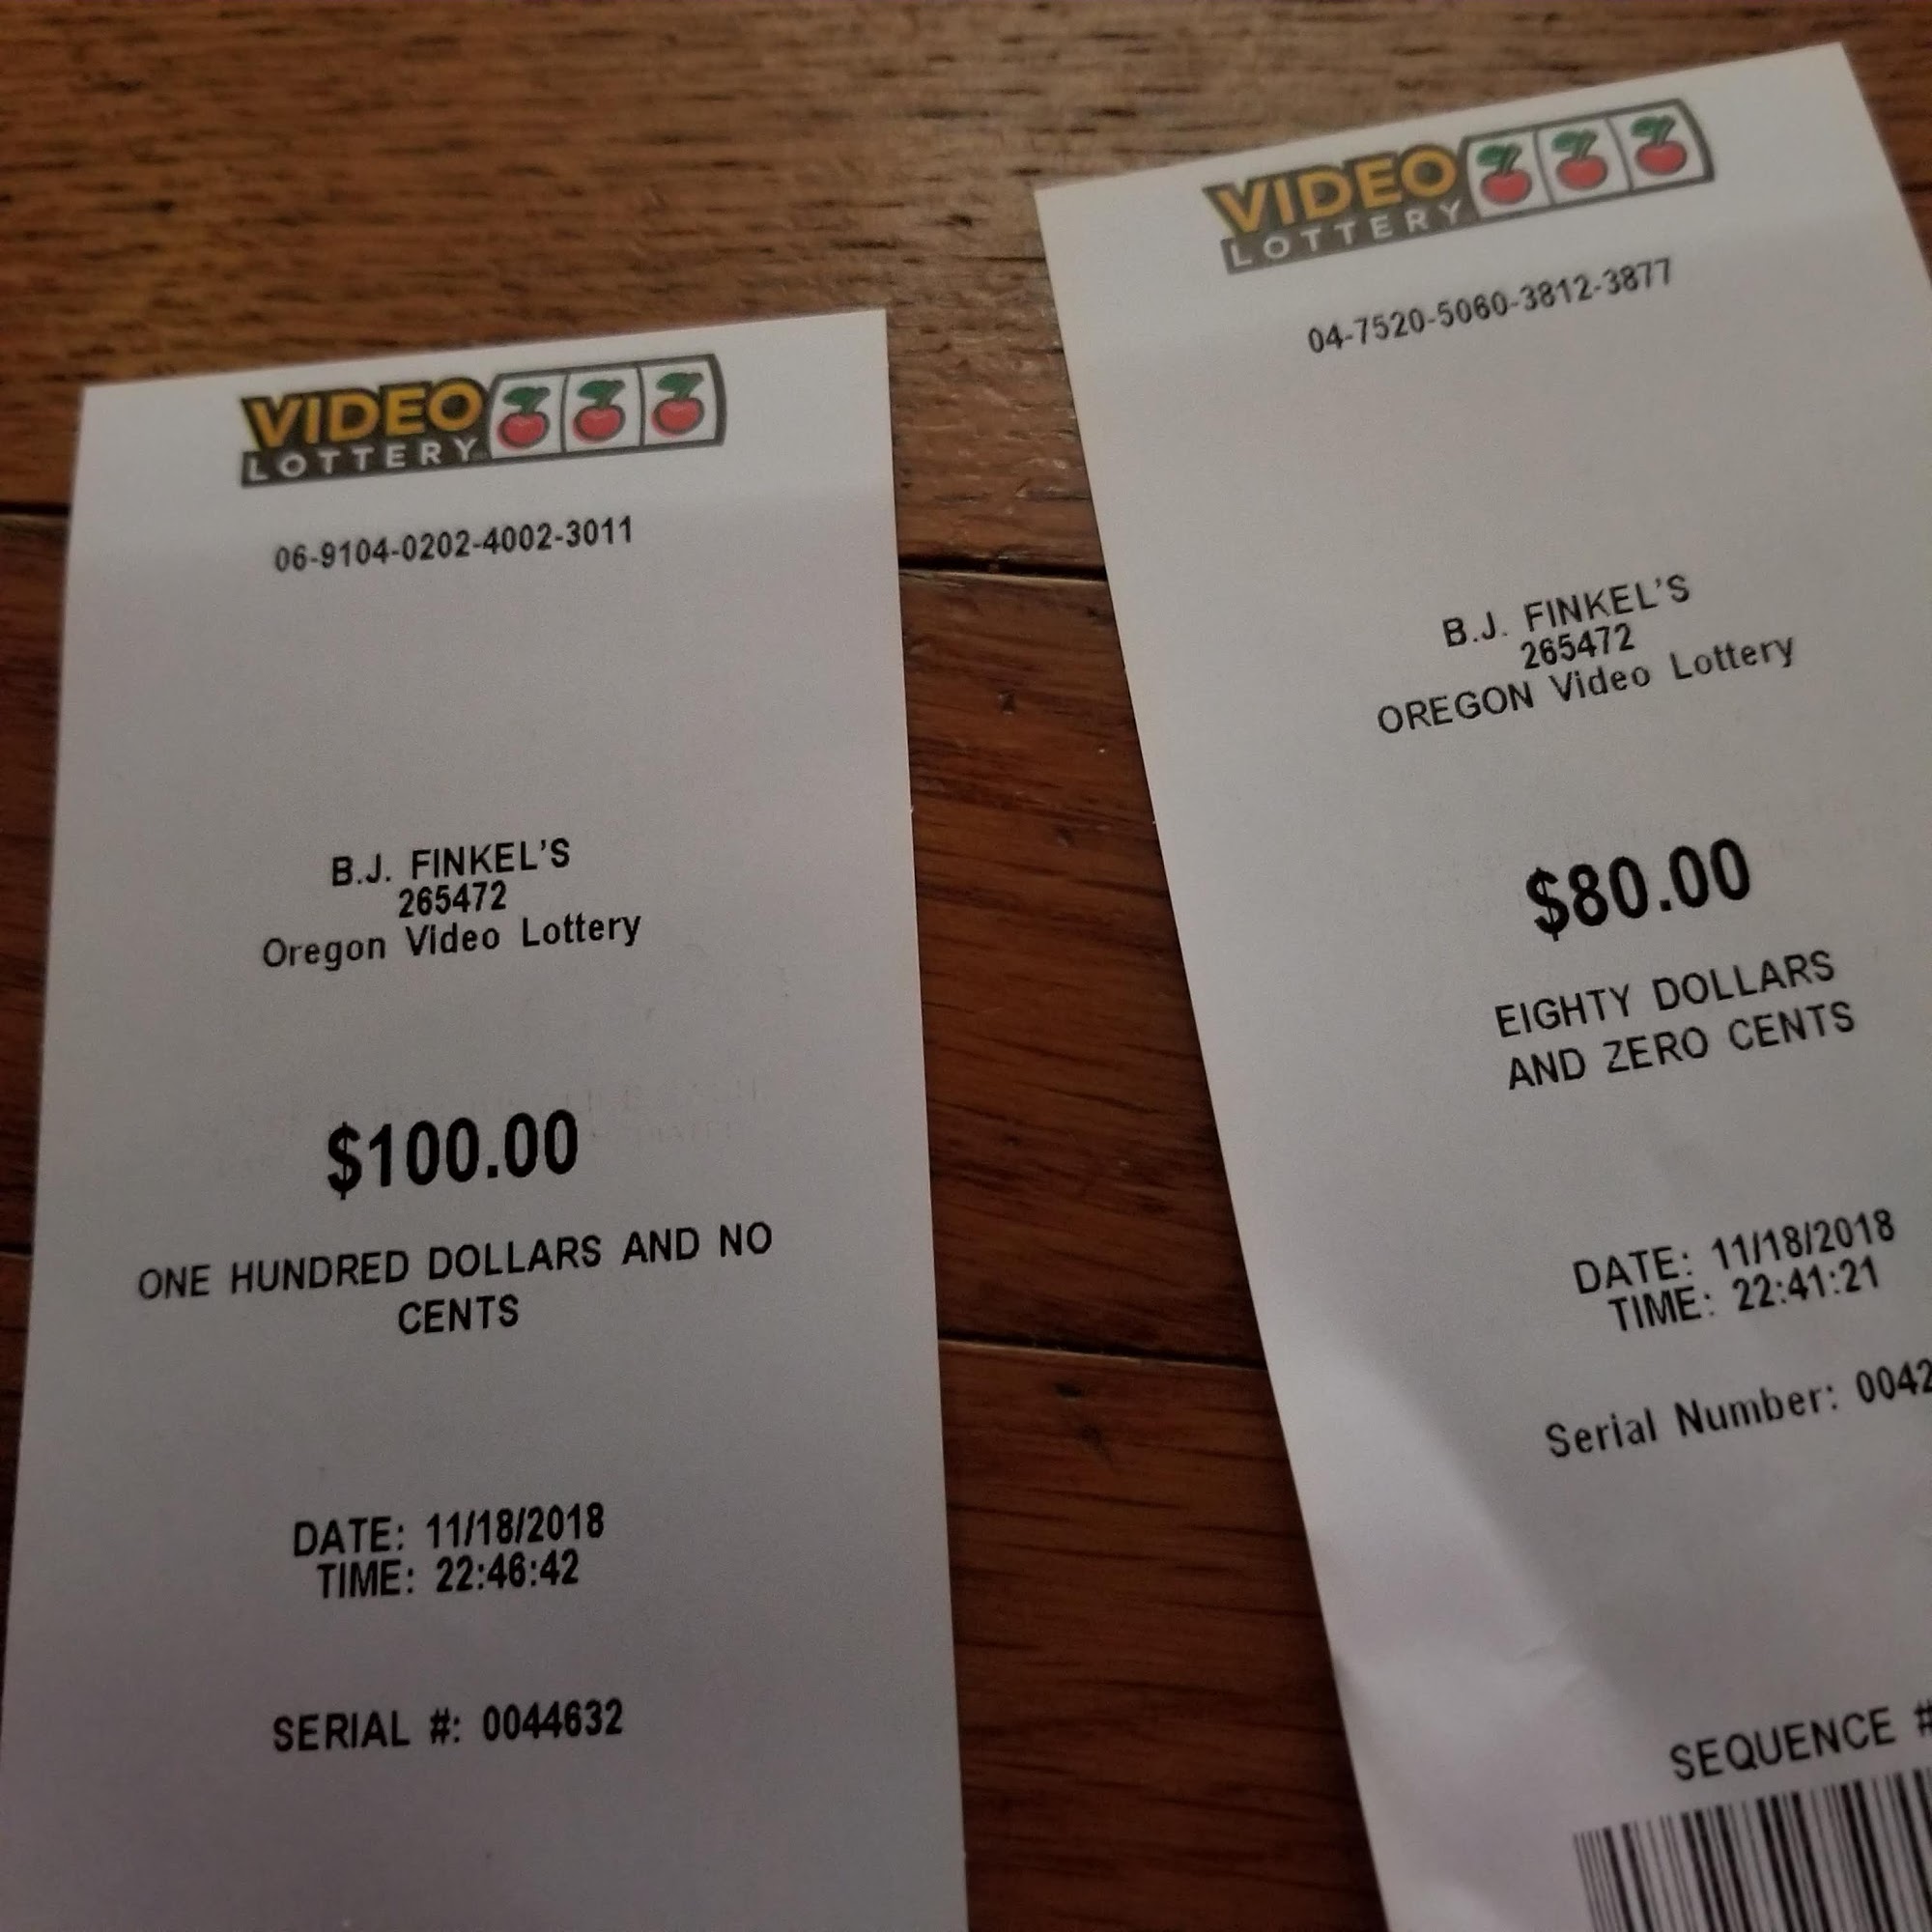 VIDEO
LOTTERY
06-9104-0202-4002-3011
B.J. FINKEL'S
265472
Oregon Video Lottery
$100.00
ONE HUNDRED DOLLARS AND NO
CENTS
DATE: 11/18/2018
TIME: 22:46:42
SERIAL #: 0044632
VIDEO
LOTTERY
04-7520-5060-3812-3877
B.J. FINKEL'S
265472
OREGON Video Lottery
$80.00
EIGHTY DOLLARS
AND ZERO CENTS
DATE: 11/18/2018
TIME: 22:41:21
Serial Number: 0042
SEQUENCE #